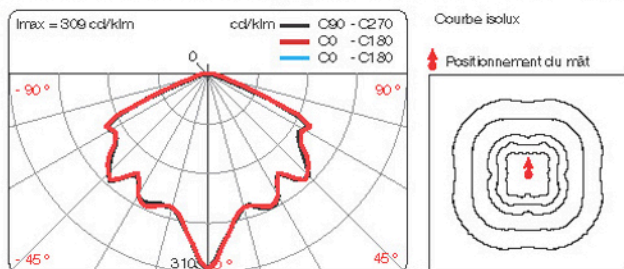 Imax = 309 cd/klm
cd/klm
C90 - C270
C0 - C180
C0 - C180
0
- 90°
90°
- 45°
310
0°
45°
Courbe isolux
Positionnement du mât